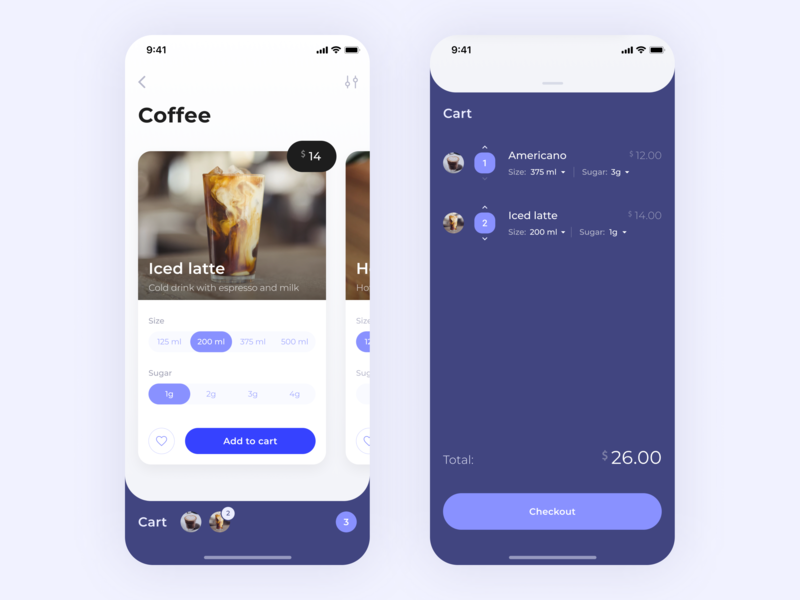 9:41
Coffee
$ 14
Iced latte
Cold drink with espresso and milk
Size
125 ml 200 ml 375 ml 500 ml
Sugar
1g 2g 3g 4g
Add to cart
H
Ho
Size
12
Sug
Cart 2 3
9:41
Cart
1 Americano $ 12.00
Size: 375 ml Sugar: 3g
2 Iced latte $ 14.00
Size: 200 ml Sugar: 1g
Total: $ 26.00
Checkout